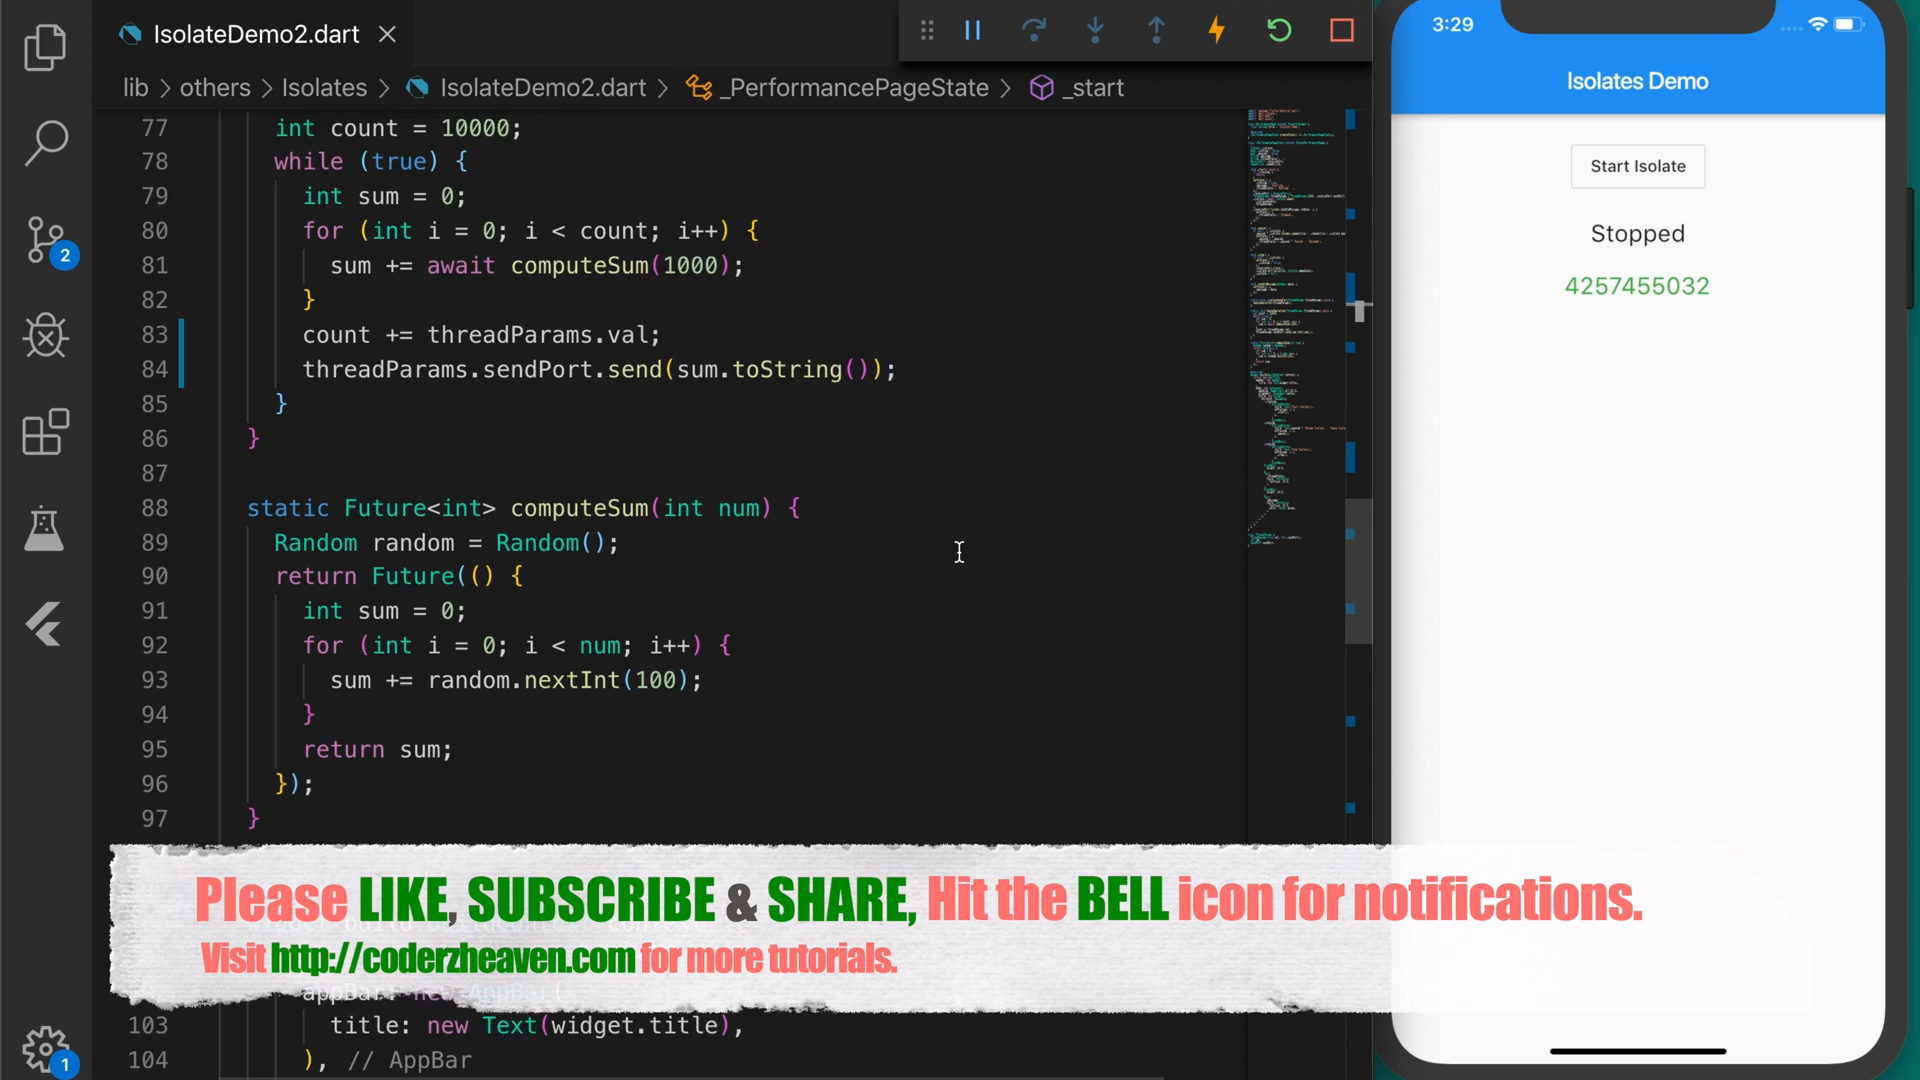 IsolateDemo2.dart
lib > others > Isolates > IsolateDemo2.dart > _PerformancePageState > _start
77 int count = 10000;
78 while (true) {
79 int sum = 0;
80 for (int i = 0; i < count; i++) {
81 sum += await computeSum(1000);
82 }
83 count += threadParams.val;
84 threadParams.sendPort.send(sum.toString());
85 }
86 }
87
88 static Future<int> computeSum(int num) {
89 Random random = Random();
90 return Future(() {
91 int sum = 0;
92 for (int i = 0; i < num; i++) {
93 sum += random.nextInt(100);
94 }
95 return sum;
96 });
97 }
Please LIKE, SUBSCRIBE & SHARE, Hit the BELL icon for notifications.
Visit http://coderzheaven.com for more tutorials.
appBar: new AppBar(
103 title: new Text(widget.title),
104 ), // AppBar
2
1
3:29
Isolates Demo
Start Isolate
Stopped
4257455032